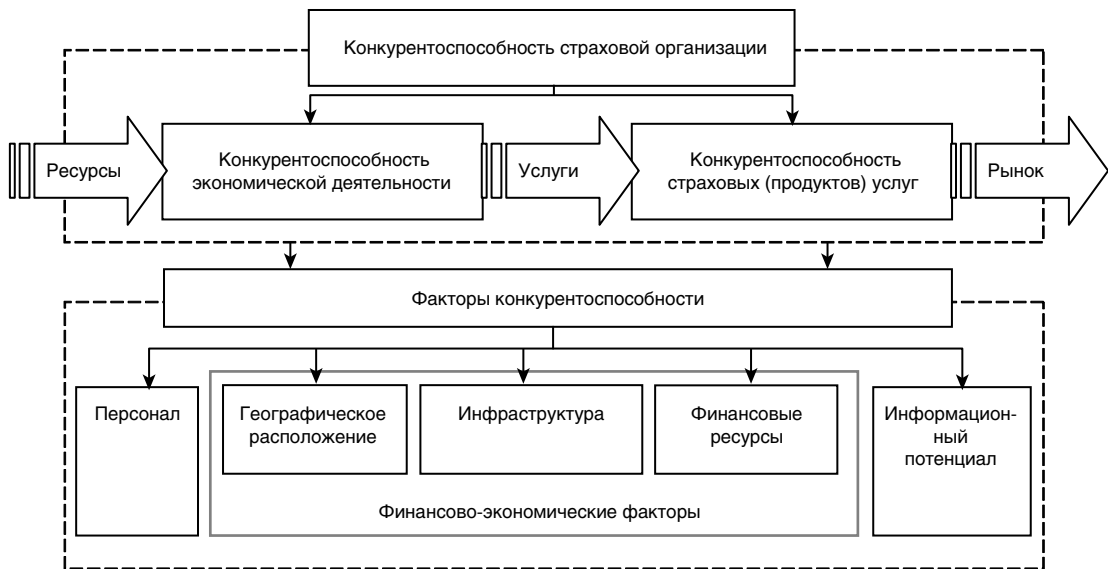 Конкурентоспособность страховой организации
Ресурсы
Конкурентоспособность
экономической деятельности
Услуги
Конкурентоспособность
страховых (продуктов) услуг
Рынок
Факторы конкурентоспособности
Персонал
Географическое
расположение
Инфраструктура
Финансовые
ресурсы
Информацион-
ный
потенциал
Финансово-экономические факторы